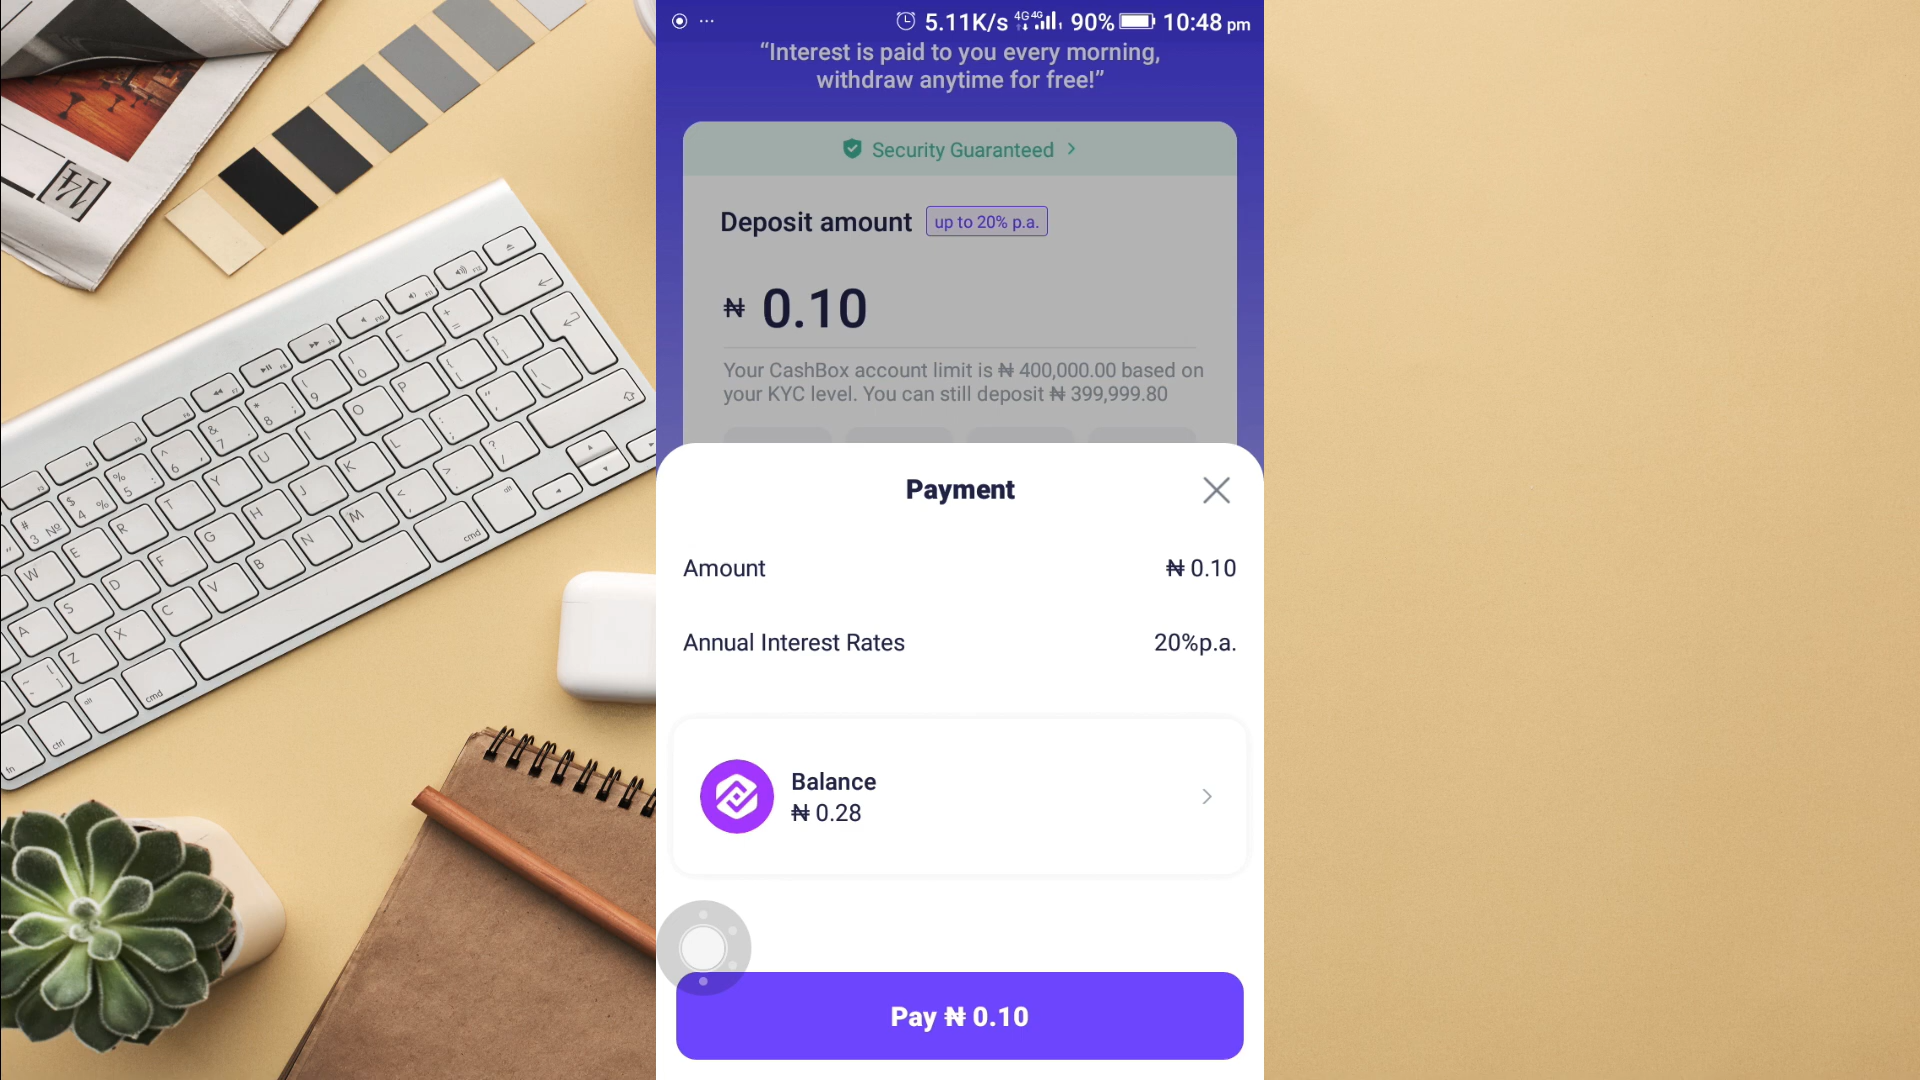 5.11K/s 4G 4G 90% 10:48 pm
“Interest is paid to you every morning,
withdraw anytime for free!”
Security Guaranteed
Deposit amount up to 20% p.a.
₦ 0.10
Your CashBox account limit is ₦ 400,000.00 based on
your KYC level. You can still deposit ₦ 399,999.80
Payment
Amount ₦ 0.10
Annual Interest Rates 20%p.a.
Balance
₦ 0.28
Pay ₦ 0.10